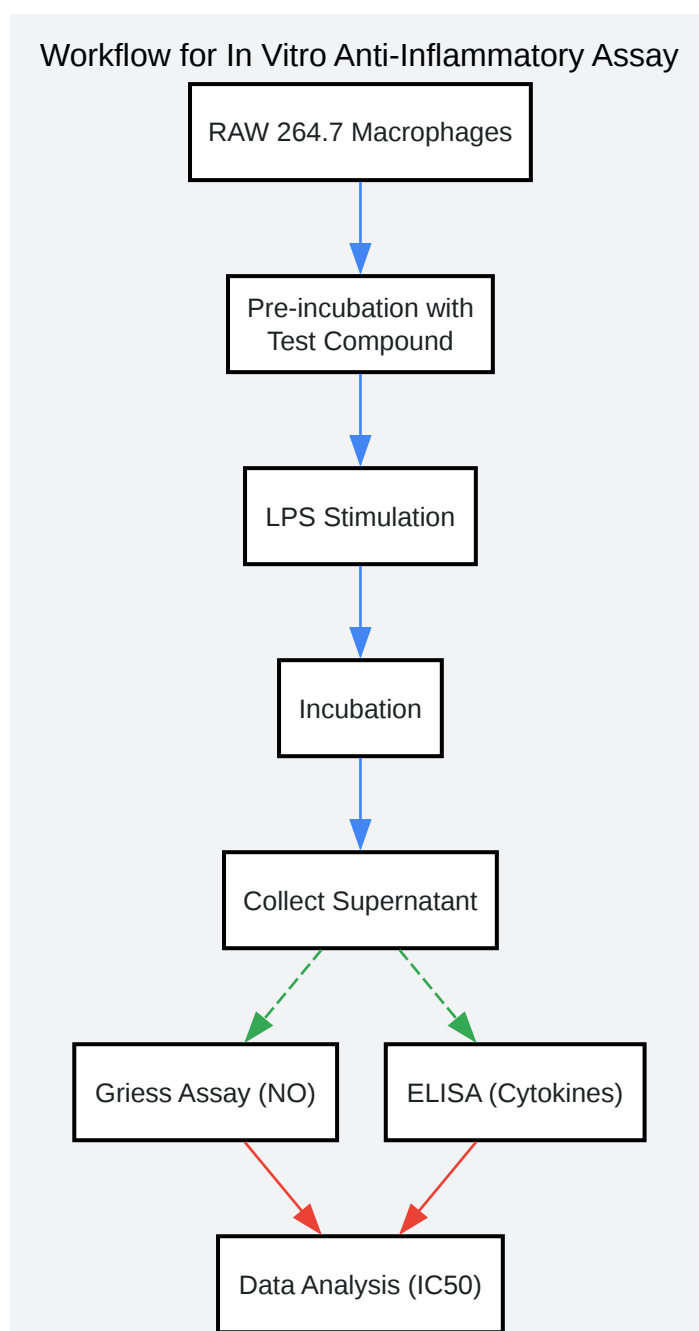 Workflow for In Vitro Anti-Inflammatory Assay
RAW 264.7 Macrophages
Pre-incubation with
Test Compound
LPS Stimulation
Incubation
Collect Supernatant
Griess Assay (NO)
ELISA (Cytokines)
Data Analysis (IC50)